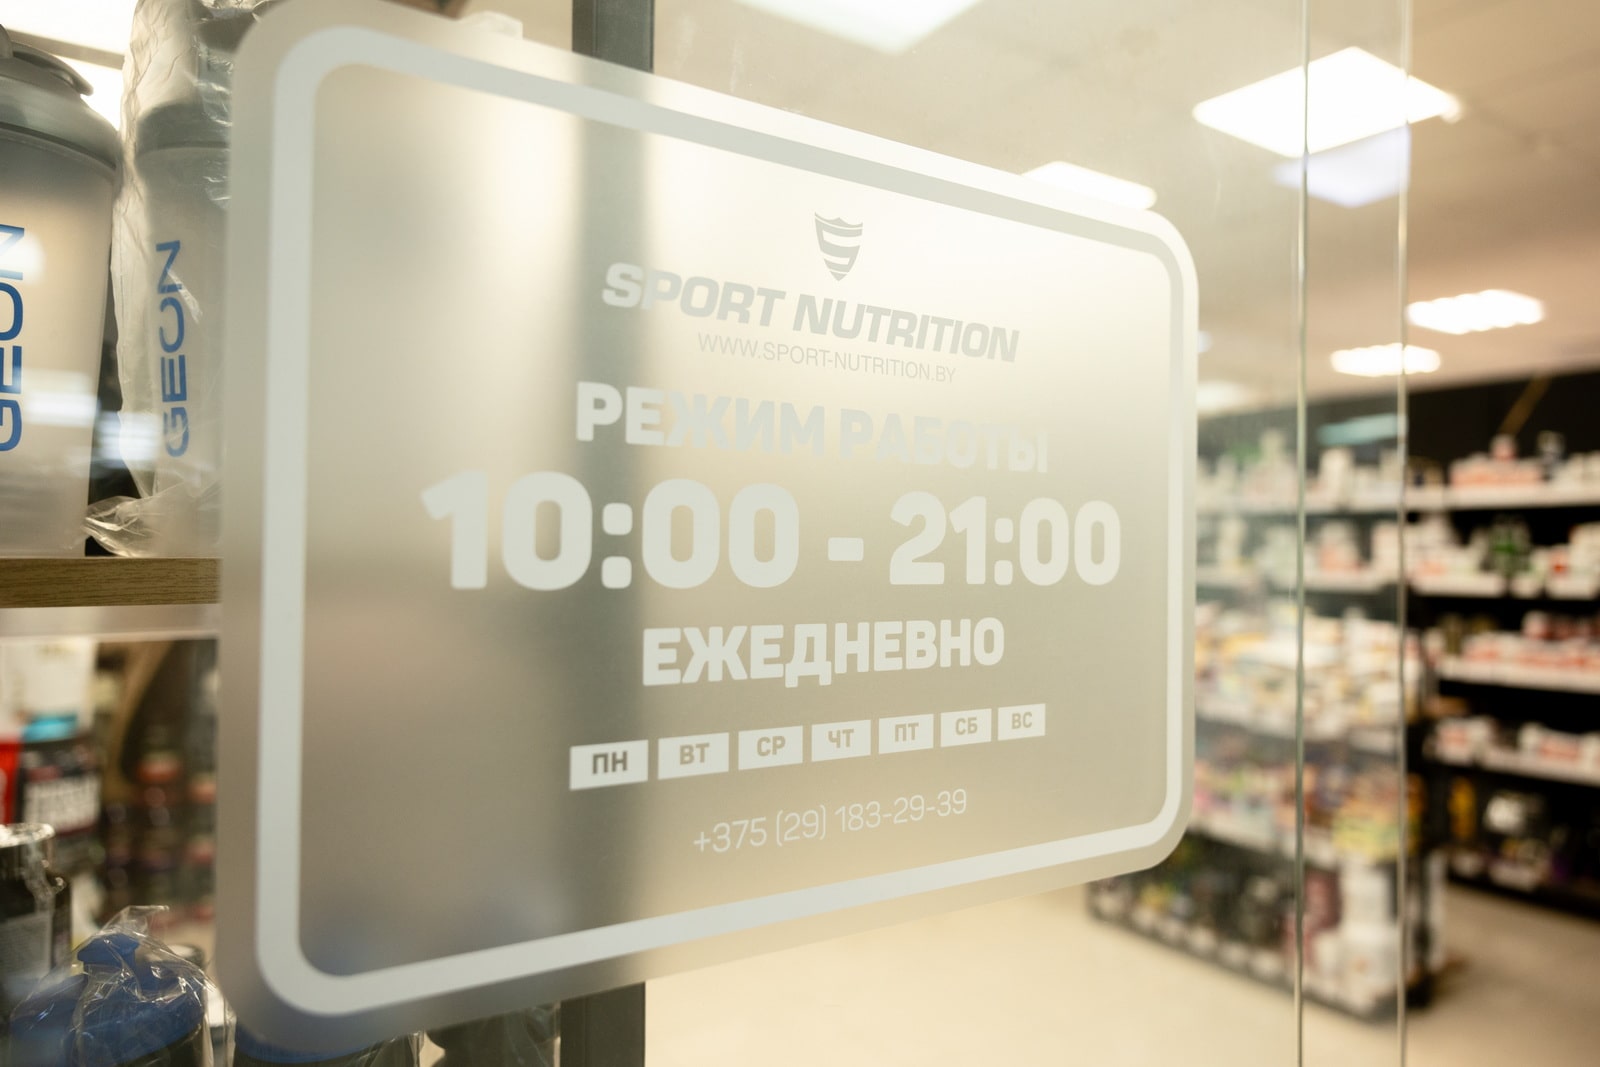 GEON
GEON
SPORT NUTRITION
WWW.SPORT-NUTRITION.BY
РЕЖИМ РАБОТЫ
10:00 - 21:00
ЕЖЕДНЕВНО
ПН ВТ СР ЧТ ПТ СБ ВС
+375 (29) 183-29-39